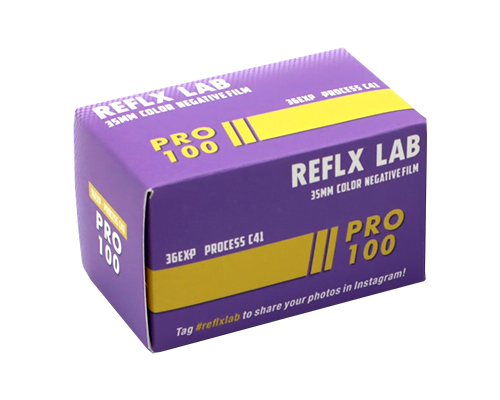 REFLX LAB
35MM COLOR NEGATIVE FILM
36EXP PROCESS C41
PRO
100
REFLX LAB
35MM COLOR NEGATIVE FILM
36EXP PROCESS C41
PRO
100
Tag #reflxlab to share your photos in Instagram!
PRO
100